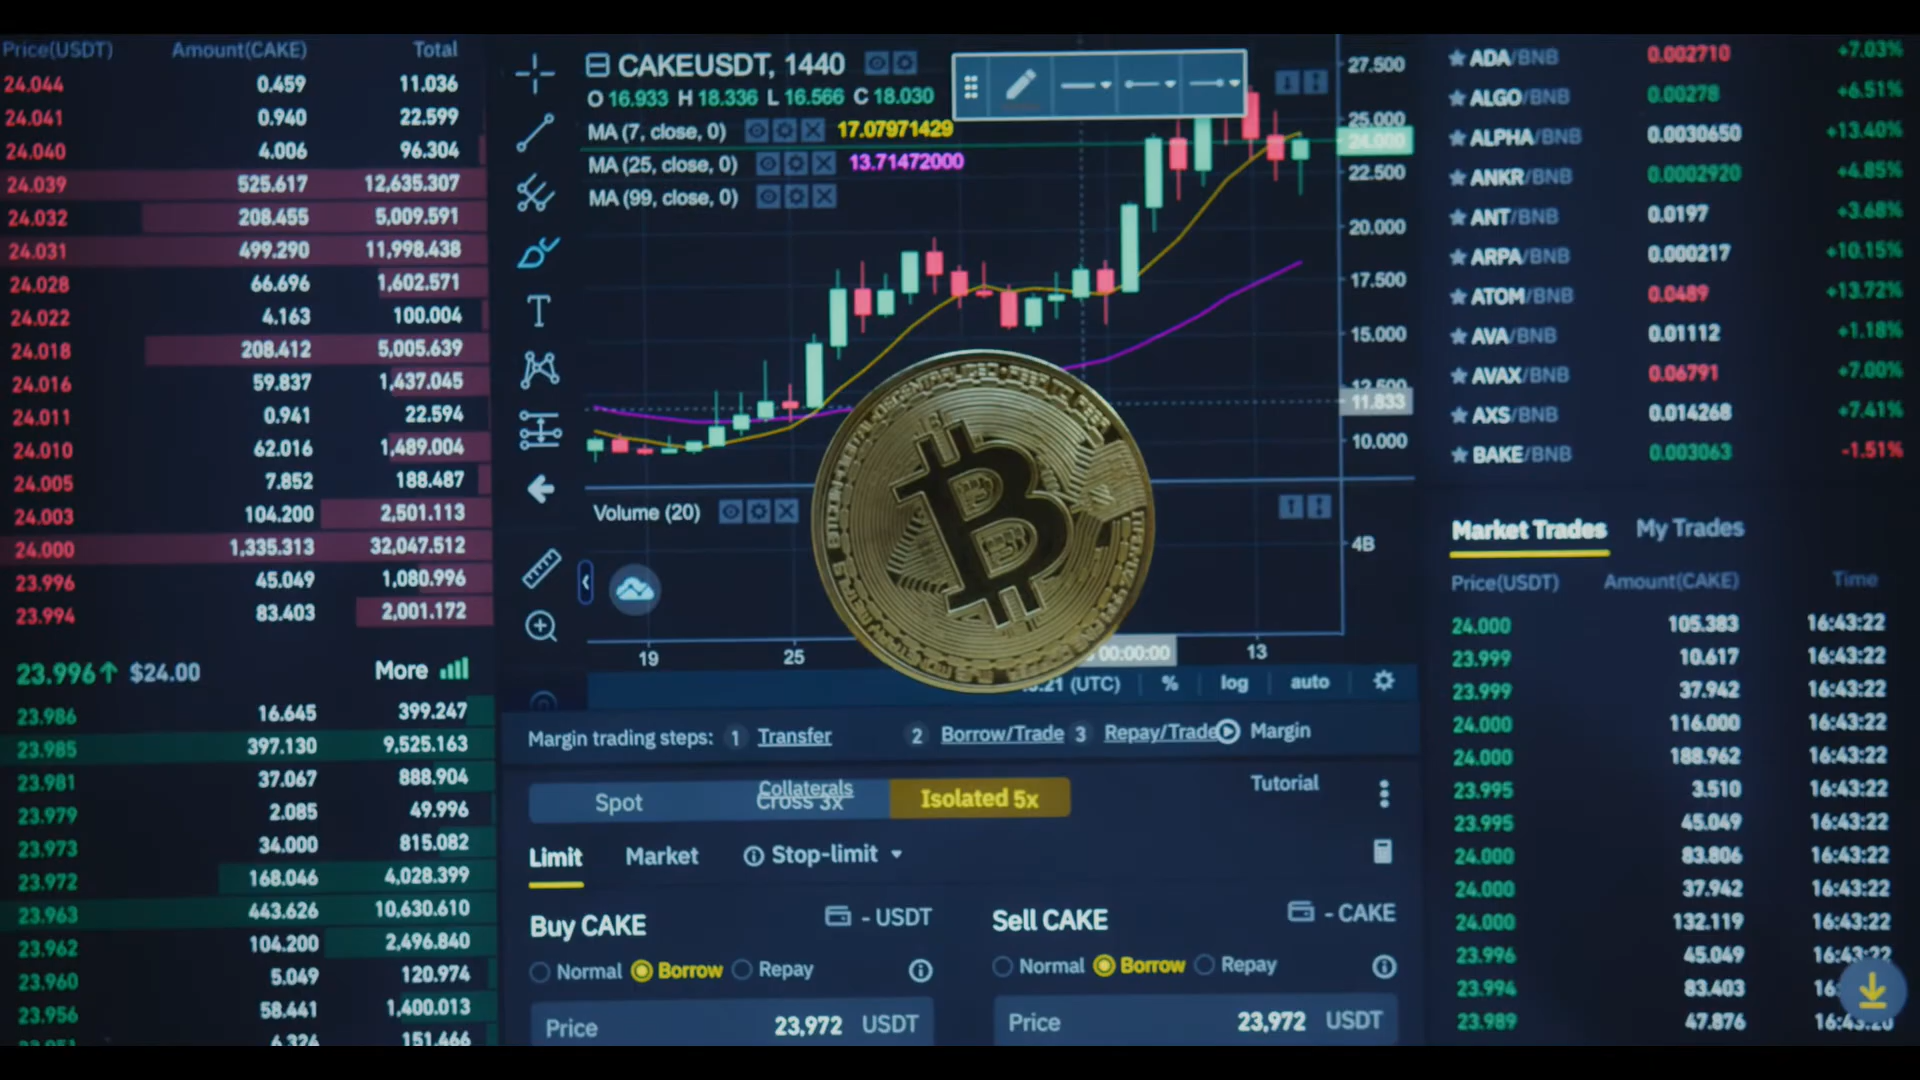 Price(USDT) Amount(CAKE) Total
24.044 0.459 11.036
24.041 0.940 22.599
24.040 4.006 96.304
24.039 525.617 12,635.307
24.032 208.455 5,009.591
24.031 499.290 11,998.438
24.028 66.696 1,602.571
24.022 4.163 100.004
24.018 208.412 5,005.639
24.016 59.837 1,437.045
24.011 0.941 22.594
24.010 62.016 1,489.004
24.005 7.852 188.487
24.003 104.200 2,501.113
24.000 1,335.313 32,047.512
23.996 45.049 1,080.996
23.994 83.403 2,001.172
23.996↑ $24.00 More
23.986 16.645 399.247
23.985 397.130 9,525.163
23.981 37.067 888.904
23.979 2.085 49.996
23.973 34.000 815.082
23.972 168.046 4,028.399
23.963 443.626 10,630.610
23.962 104.200 2,496.840
23.960 5.049 120.974
23.956 58.441 1,400.013
6.324 151.466
CAKEUSDT, 1440
O 16.933 H 18.336 L 16.566 C 18.030
MA (7, close, 0) 17.07971429
MA (25, close, 0) 13.71472000
MA (99, close, 0)
27.500
25.000
24.000
22.500
20.000
17.500
15.000
12.500
11.833
10.000
Volume (20)
4B
19 25 00:00:00 13
21 (UTC) % log auto
Margin trading steps: 1 Transfer 2 Borrow/Trade 3 Repay/Trade Margin
Tutorial
Collaterals
Spot Cross 3x Isolated 5x
Limit Market Stop-limit
Buy CAKE - USDT
Normal Borrow Repay
Price 23,972 USDT
Sell CAKE - CAKE
Normal Borrow Repay
Price 23,972 USDT
ADA/BNB 0.002710 +7.03%
ALGO/BNB 0.00278 +6.51%
ALPHA/BNB 0.0030650 +13.40%
ANKR/BNB 0.0002920 +4.85%
ANT/BNB 0.0197 +3.68%
ARPA/BNB 0.000217 +10.15%
ATOM/BNB 0.0489 +13.72%
AVA/BNB 0.01112 +1.18%
AVAX/BNB 0.06791 +7.00%
AXS/BNB 0.014268 +7.41%
BAKE/BNB 0.003063 -1.51%
Market Trades My Trades
Price(USDT) Amount(CAKE) Time
24.000 105.383 16:43:22
23.999 10.617 16:43:22
23.999 37.942 16:43:22
24.000 116.000 16:43:22
24.000 188.962 16:43:22
23.995 3.510 16:43:22
23.995 45.049 16:43:22
24.000 83.806 16:43:22
24.000 37.942 16:43:22
24.000 132.119 16:43:22
23.996 45.049 16:43:22
23.994 83.403 16:
23.989 47.876 16:43:20